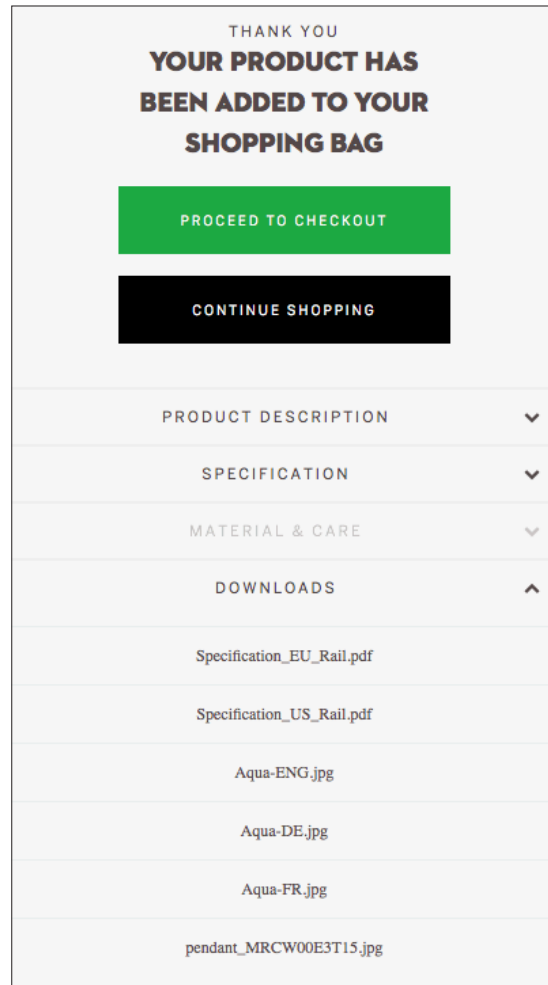 THANK YOU
YOUR PRODUCT HAS
BEEN ADDED TO YOUR
SHOPPING BAG
PROCEED TO CHECKOUT
CONTINUE SHOPPING
PRODUCT DESCRIPTION
SPECIFICATION
MATERIAL & CARE
DOWNLOADS
Specification_EU_Rail.pdf
Specification_US_Rail.pdf
Aqua-ENG.jpg
Aqua-DE.jpg
Aqua-FR.jpg
pendant_MRCW00E3T15.jpg